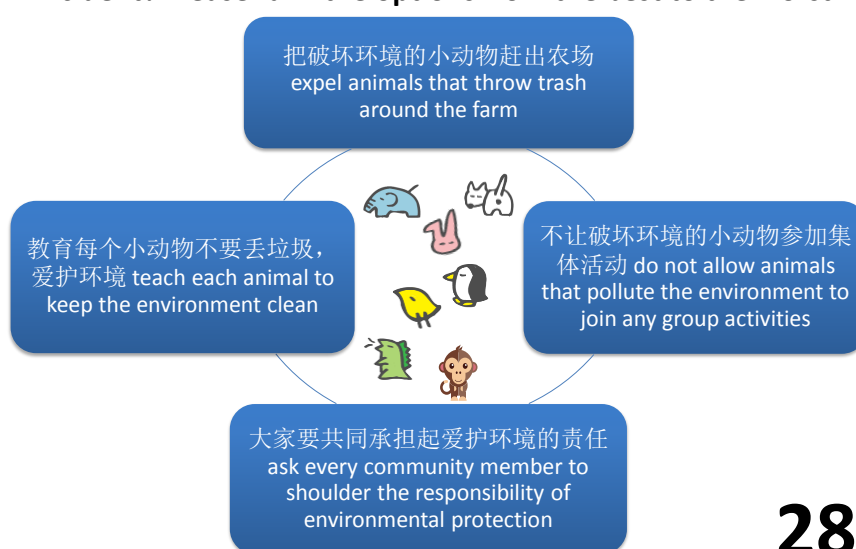 把破坏环境的小动物赶出农场
expel animals that throw trash
around the farm
教育每个小动物不要丢垃圾，
爱护环境 teach each animal to
keep the environment clean
不让破坏环境的小动物参加集
体活动 do not allow animals
that pollute the environment to
join any group activities
大家要共同承担起爱护环境的责任
ask every community member to
shoulder the responsibility of
environmental protection
28